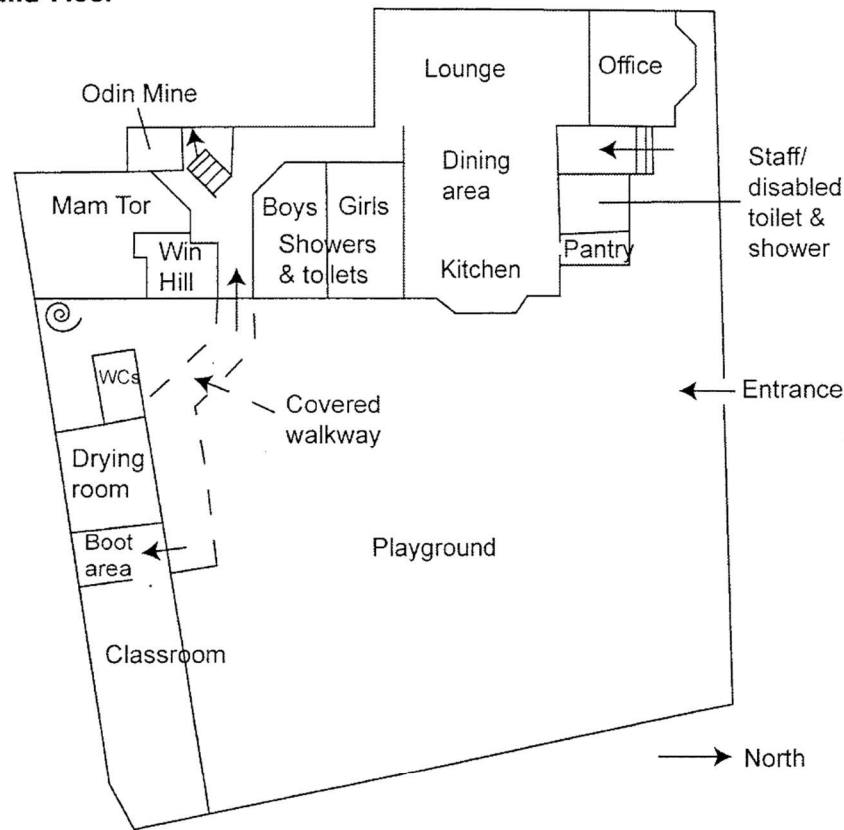 Lounge
Office
Odin Mine
Dining
area
Staff/
disabled
toilet &
shower
Mam Tor
Boys
Girls
Showers
& toilets
Win
Hill
Kitchen
Pantry
WCs
Covered
walkway
Entrance
Drying
room
Boot
area
Playground
Classroom
North